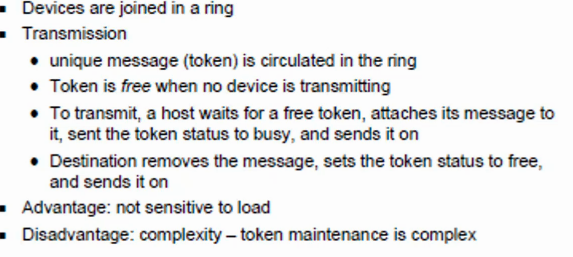 ▪ Devices are joined in a ring
▪ Transmission
• unique message (token) is circulated in the ring
• Token is free when no device is transmitting
• To transmit, a host waits for a free token, attaches its message to
it, sent the token status to busy, and sends it on
• Destination removes the message, sets the token status to free,
and sends it on
▪ Advantage: not sensitive to load
▪ Disadvantage: complexity – token maintenance is complex